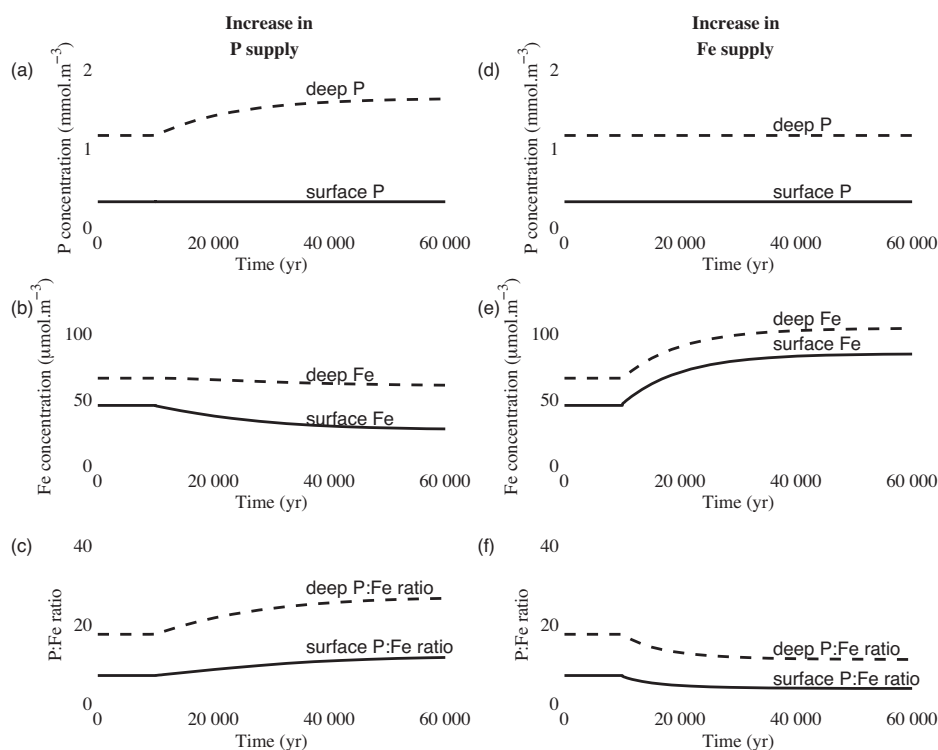 Increase in
P supply
(a)
P concentration (mmol.m−3)
2
1
0
deep P
surface P
0 20 000 40 000 60 000
Time (yr)
(b)
Fe concentration (μmol.m−3)
100
50
0
deep Fe
surface Fe
0 20 000 40 000 60 000
Time (yr)
(c)
P:Fe ratio
40
20
0
deep P:Fe ratio
surface P:Fe ratio
0 20 000 40 000 60 000
Time (yr)
Increase in
Fe supply
(d)
P concentration (mmol.m−3)
2
1
0
deep P
surface P
0 20 000 40 000 60 000
Time (yr)
(e)
Fe concentration (μmol.m−3)
100
50
0
deep Fe
surface Fe
0 20 000 40 000 60 000
Time (yr)
(f)
P:Fe ratio
40
20
0
deep P:Fe ratio
surface P:Fe ratio
0 20 000 40 000 60 000
Time (yr)